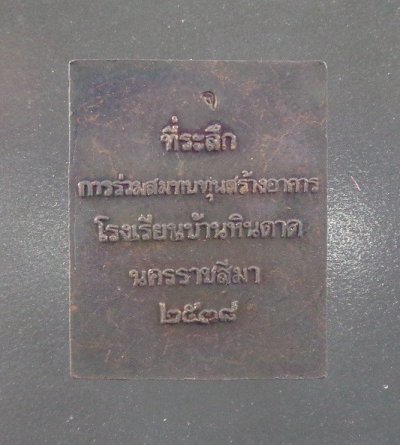 ที่ระลึก
การร่วมสมทบทุนสร้างอาคาร
โรงเรียนบ้านหินดาด
นครราชสีมา
๒๕๓๘